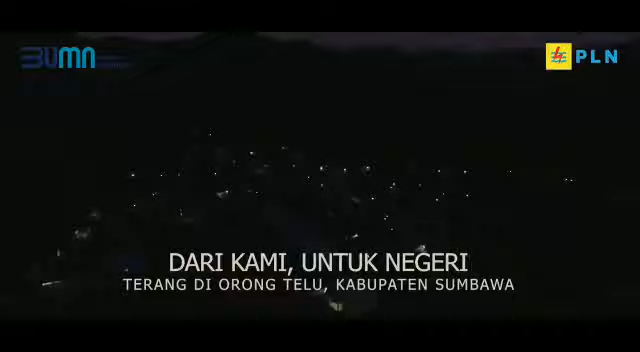 BUMN
PLN
DARI KAMI, UNTUK NEGERI
TERANG DI ORONG TELU, KABUPATEN SUMBAWA